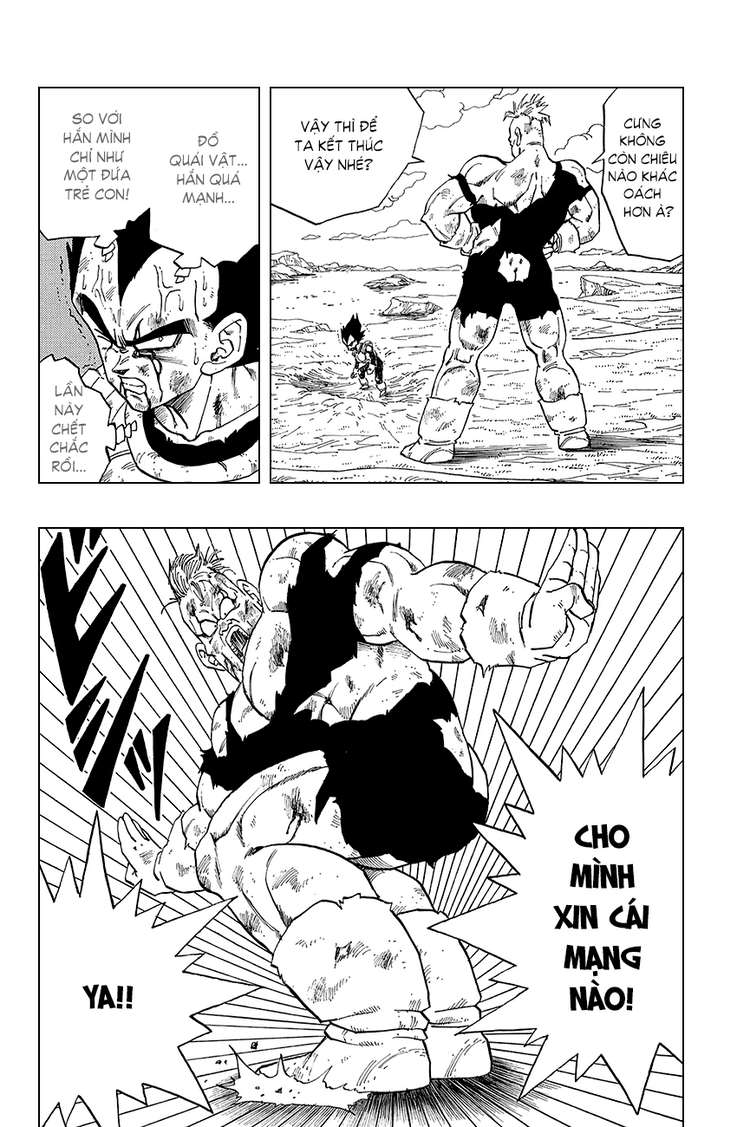 CƯNG
KHÔNG
CÒN CHIÊU
NÀO KHÁC
OÁCH
HƠN À?
VẬY THÌ ĐỂ
TA KẾT THÚC
VẬY NHÉ?
ĐỒ
QUÁI VẬT...
HẮN QUÁ
MẠNH...
SO VỚI
HẮN MÌNH
CHỈ NHƯ
MỘT ĐỨA
TRẺ CON!
LẦN
NÀY
CHẾT
CHẮC
RỒI...
CHO
MÌNH
XIN CÁI
MẠNG
NÀO!
YA!!